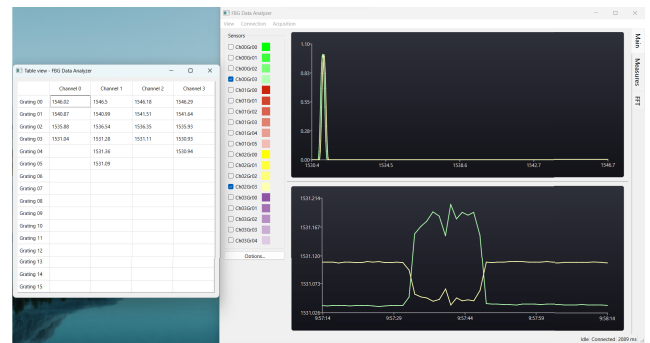 FBG Data Analyzer
View Connection Acquisition
Sensors
Ch00Gr00
Ch00Gr01
Ch00Gr02
Ch00Gr03
Ch01Gr00
Ch01Gr01
Ch01Gr02
Ch01Gr03
Ch01Gr04
Ch01Gr05
Ch02Gr00
Ch02Gr01
Ch02Gr02
Ch02Gr03
Ch03Gr00
Ch03Gr01
Ch03Gr02
Ch03Gr03
Ch03Gr04
Options...
1.10
0.83
0.55
0.28
0.00
1530.4 1534.5 1538.6 1542.7 1546.7
1531.214
1531.167
1531.120
1531.073
1531.026
9:57:14 9:57:29 9:57:44 9:57:59 9:58:14
Main
Measures
FFT
Idle Connected 2089 ms
Table view - FBG Data Analyzer
Channel 0 Channel 1 Channel 2 Channel 3
Grating 00 1546.02 1546.5 1546.18 1546.29
Grating 01 1540.87 1540.99 1541.51 1541.64
Grating 02 1535.88 1536.54 1536.35 1535.93
Grating 03 1531.04 1531.28 1531.11 1530.93
Grating 04 1531.36 1530.94
Grating 05 1531.09
Grating 06
Grating 07
Grating 08
Grating 09
Grating 10
Grating 11
Grating 12
Grating 13
Grating 14
Grating 15